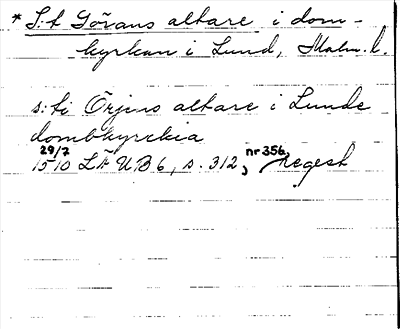 * S:t Görans altare i dom-
kyrkan i Lund, Malm. l.
s:ti Örjens altare i Lunde
dombkyrckia
29/7
1510 LÄUB 6, s. 312, nr 356, regest